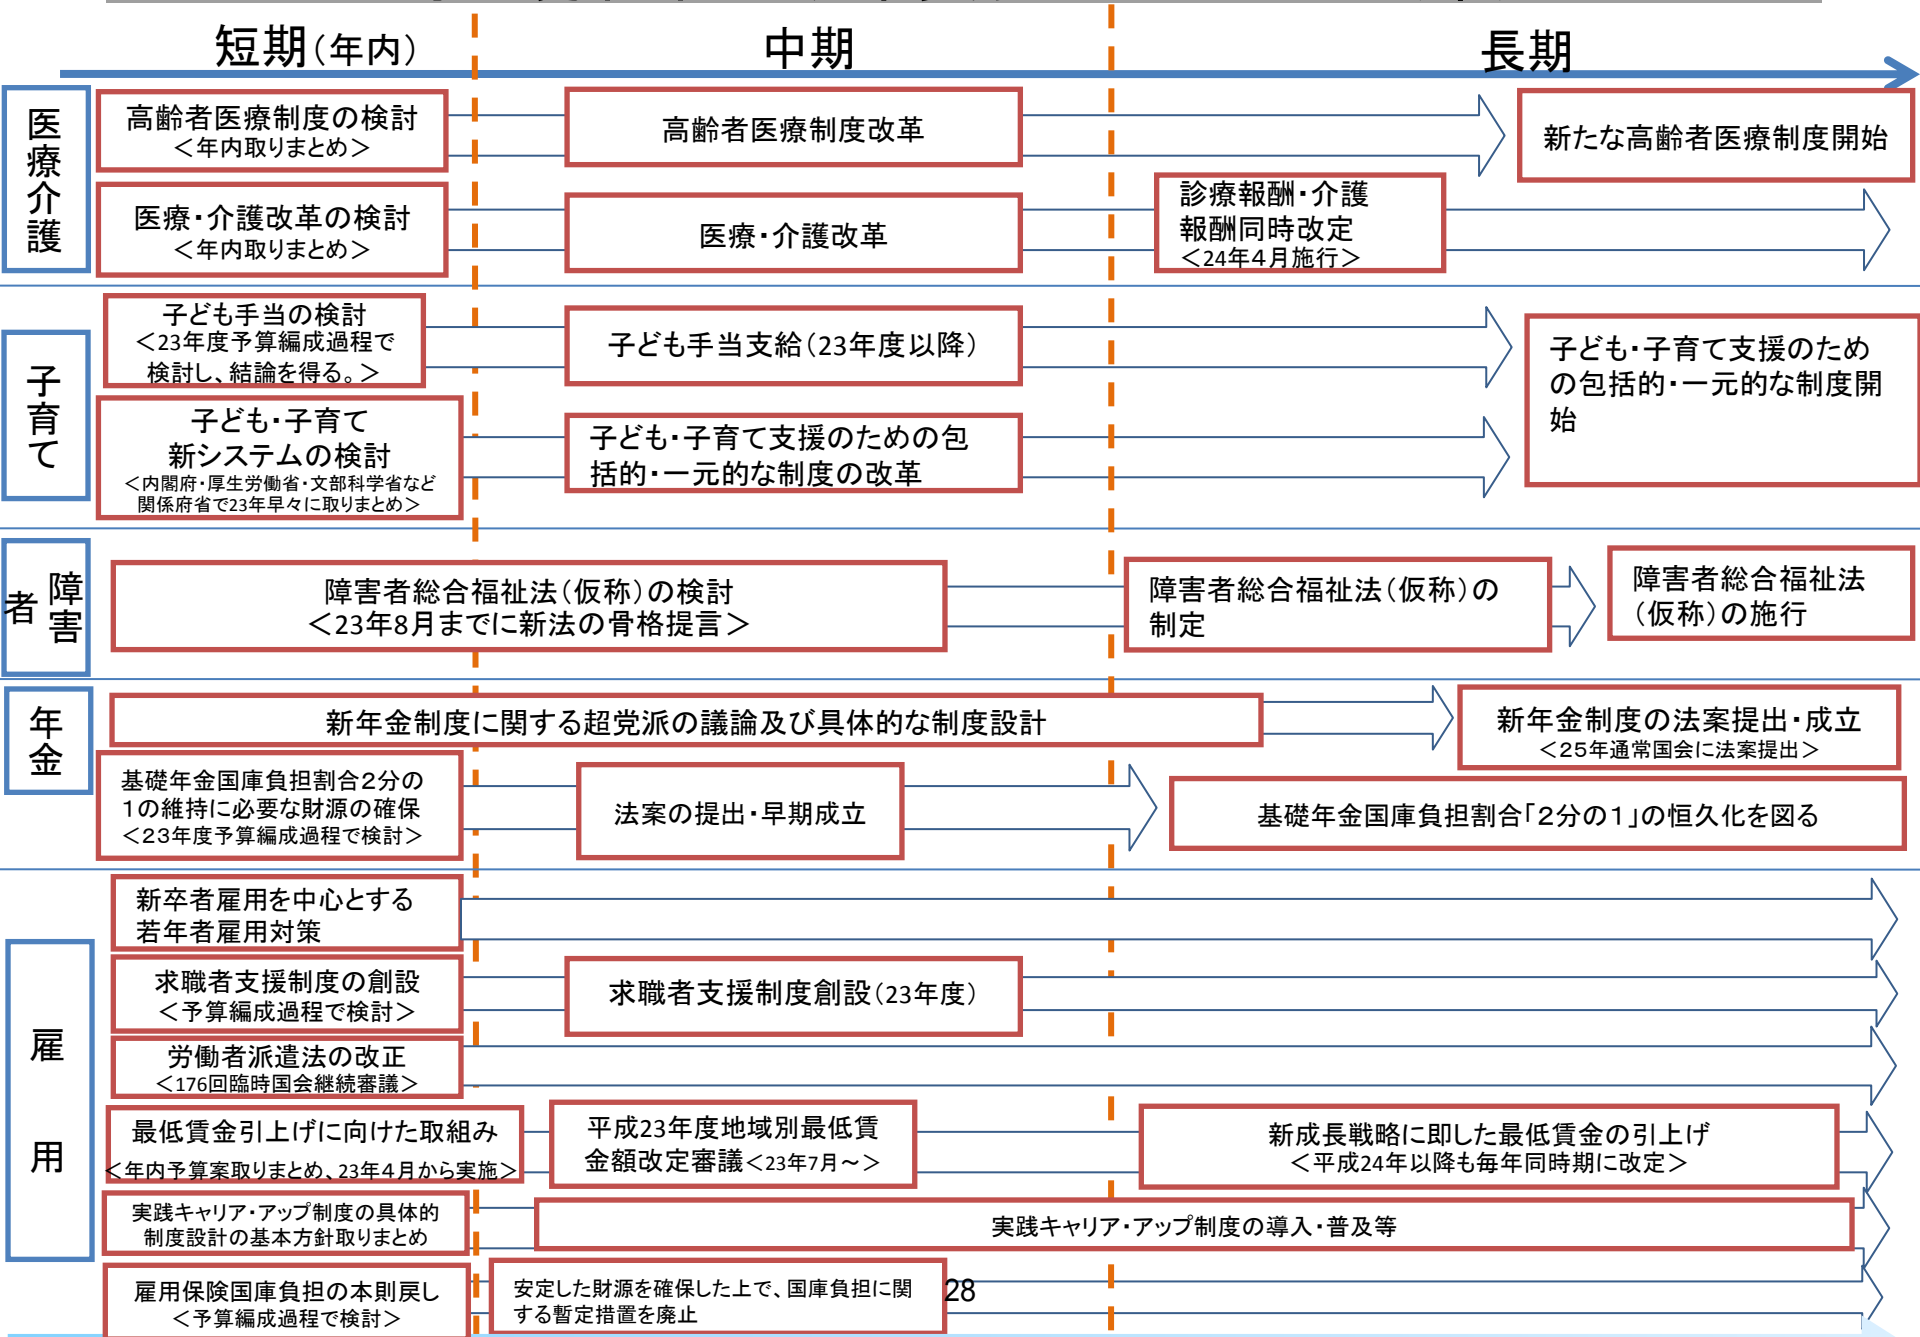 短期（年内）
中期
長期
医療介護
高齢者医療制度の検討
＜年内取りまとめ＞
高齢者医療制度改革
新たな高齢者医療制度開始
医療・介護改革の検討
＜年内取りまとめ＞
医療・介護改革
診療報酬・介護
報酬同時改定
＜24年４月施行＞
子育て
子ども手当の検討
＜23年度予算編成過程で
検討し、結論を得る。＞
子ども手当支給（23年度以降）
子ども・子育て支援のため
の包括的・一元的な制度開
始
子ども・子育て
新システムの検討
＜内閣府・厚生労働省・文部科学省など
関係府省で23年早々に取りまとめ＞
子ども・子育て支援のための包
括的・一元的な制度の改革
障害者
障害者総合福祉法（仮称）の検討
＜23年8月までに新法の骨格提言＞
障害者総合福祉法（仮称）の
制定
障害者総合福祉法
（仮称）の施行
年金
新年金制度に関する超党派の議論及び具体的な制度設計
新年金制度の法案提出・成立
＜２５年通常国会に法案提出＞
基礎年金国庫負担割合２分の
１の維持に必要な財源の確保
＜２３年度予算編成過程で検討＞
法案の提出・早期成立
基礎年金国庫負担割合「２分の１」の恒久化を図る
雇用
新卒者雇用を中心とする
若年者雇用対策
求職者支援制度の創設
＜予算編成過程で検討＞
求職者支援制度創設（23年度）
労働者派遣法の改正
＜176回臨時国会継続審議＞
最低賃金引上げに向けた取組み
＜年内予算案取りまとめ、23年４月から実施＞
平成23年度地域別最低賃
金額改定審議＜23年7月～＞
新成長戦略に即した最低賃金の引上げ
＜平成24年以降も毎年同時期に改定＞
実践キャリア・アップ制度の具体的
制度設計の基本方針取りまとめ
実践キャリア・アップ制度の導入・普及等
雇用保険国庫負担の本則戻し
＜予算編成過程で検討＞
安定した財源を確保した上で、国庫負担に関
する暫定措置を廃止
28